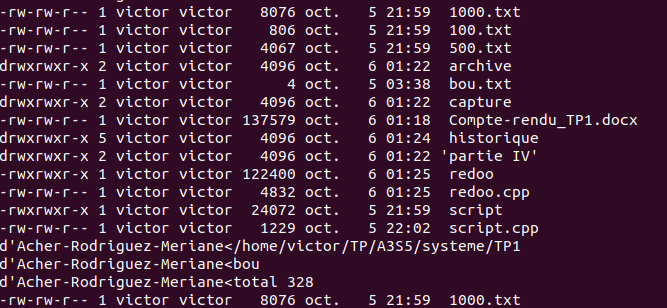 -rw-rw-r-- 1 victor victor   8076 oct.   5 21:59  1000.txt
-rw-rw-r-- 1 victor victor    806 oct.   5 21:59  100.txt
-rw-rw-r-- 1 victor victor   4067 oct.   5 21:59  500.txt
drwxrwxr-x 2 victor victor   4096 oct.   6 01:22  archive
-rw-rw-r-- 1 victor victor      4 oct.   5 03:38  bou.txt
drwxrwxr-x 2 victor victor   4096 oct.   6 01:22  capture
-rw-rw-r-- 1 victor victor 137579 oct.   6 01:18  Compte-rendu_TP1.docx
drwxrwxr-x 5 victor victor   4096 oct.   6 01:24  historique
drwxrwxr-x 2 victor victor   4096 oct.   6 01:22 'partie IV'
-rwxrwxr-x 1 victor victor 122400 oct.   6 01:25  redoo
-rw-rw-r-- 1 victor victor   4832 oct.   6 01:25  redoo.cpp
-rwxrwxr-x 1 victor victor  24072 oct.   5 21:59  script
-rw-rw-r-- 1 victor victor   1229 oct.   5 22:02  script.cpp
d'Acher-Rodriguez-Meriane</home/victor/TP/A3S5/systeme/TP1
d'Acher-Rodriguez-Meriane<bou
d'Acher-Rodriguez-Meriane<total 328
-rw-rw-r-- 1 victor victor   8076 oct.   5 21:59  1000.txt